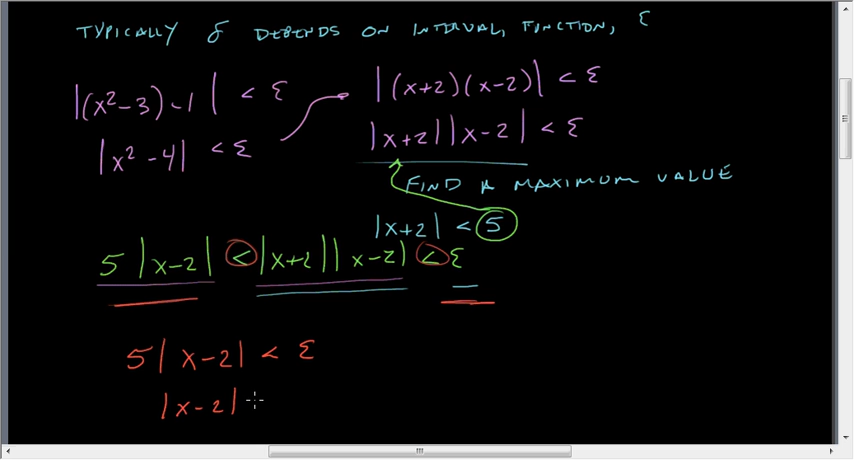 TYPICALLY δ DEPENDS ON INTERVAL, FUNCTION, ε
|(x²-3)-1| < ε
|x²-4| < ε
|(x+2)(x-2)| < ε
|x+2||x-2| < ε
FIND A MAXIMUM VALUE
|x+2| < 5
5|x-2| < |x+2||x-2| < ε
5|x-2| < ε
|x-2|